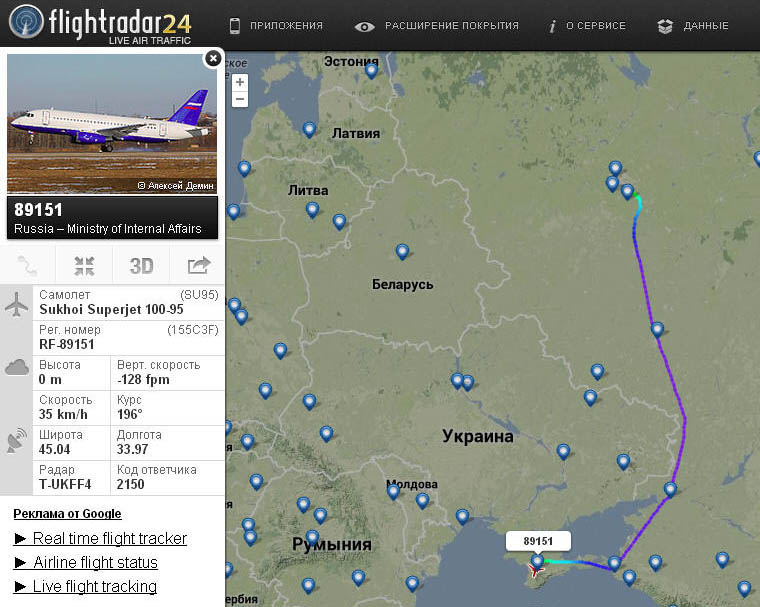 flightradar24
LIVE AIR TRAFFIC
ПРИЛОЖЕНИЯ
РАСШИРЕНИЕ ПОКРЫТИЯ
i О СЕРВИСЕ
ДАННЫЕ
© Алексей Демин
89151
Russia – Ministry of Internal Affairs
3D
Самолет (SU95)
Sukhoi Superjet 100-95
Рег. номер (155C3F)
RF-89151
Высота Верт. скорость
0 m -128 fpm
Скорость Курс
35 km/h 196°
Широта Долгота
45.04 33.97
Радар Код ответчика
T-UKFF4 2150
Реклама от Google
► Real time flight tracker
► Airline flight status
► Live flight tracking
+
−
ское
Эстония
Латвия
Литва
Беларусь
Украина
Молдова
Румыния
89151
ербия